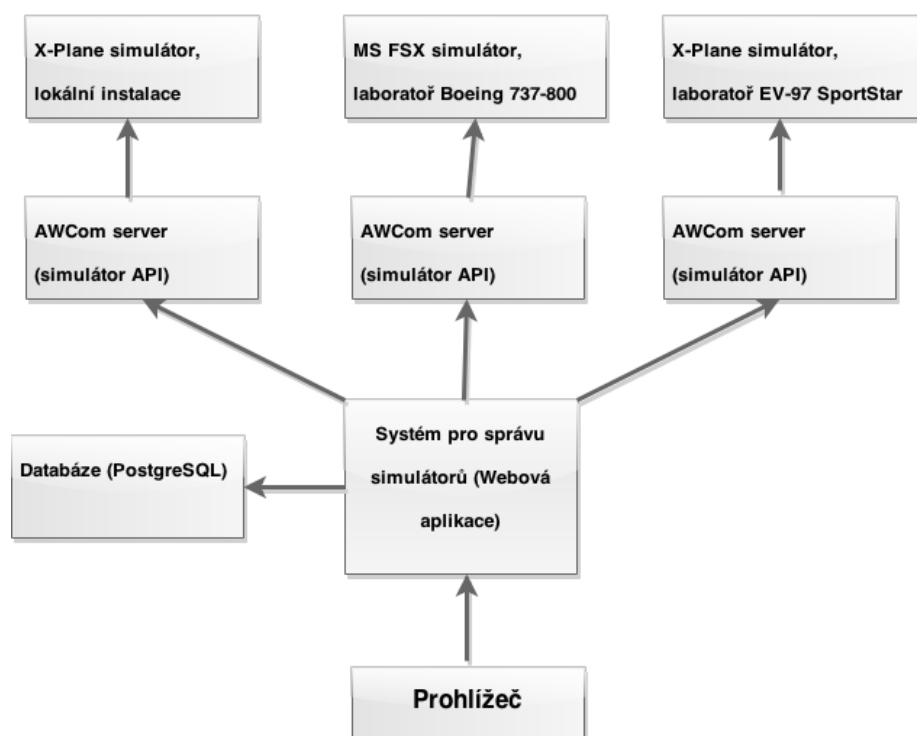 X-Plane simulátor,
lokální instalace
MS FSX simulátor,
laboratoř Boeing 737-800
X-Plane simulátor,
laboratoř EV-97 SportStar
AWCom server
(simulátor API)
AWCom server
(simulátor API)
AWCom server
(simulátor API)
Systém pro správu
simulátorů (Webová
aplikace)
Databáze (PostgreSQL)
Prohlížeč